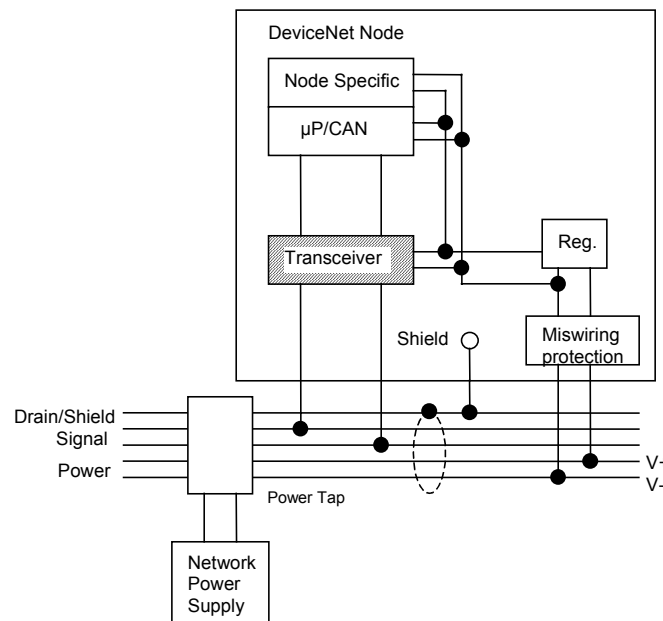 DeviceNet Node
Node Specific
µP/CAN
Transceiver
Reg.
Shield
Miswiring
protection
Drain/Shield
Signal
Power
V-
V-
Power Tap
Network
Power
Supply